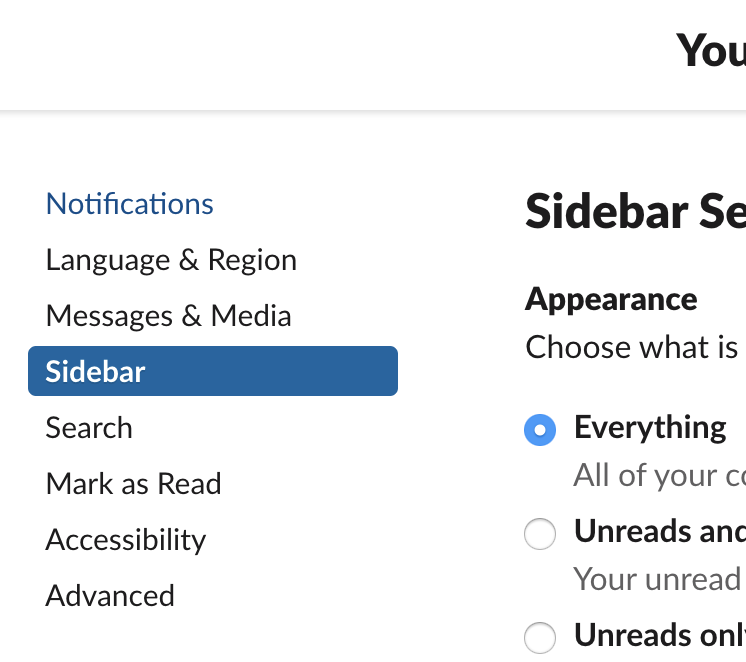 You
Notifications
Language & Region
Messages & Media
Sidebar
Search
Mark as Read
Accessibility
Advanced
Sidebar Se
Appearance
Choose what is
Everything
All of your co
Unreads and
Your unread
Unreads only